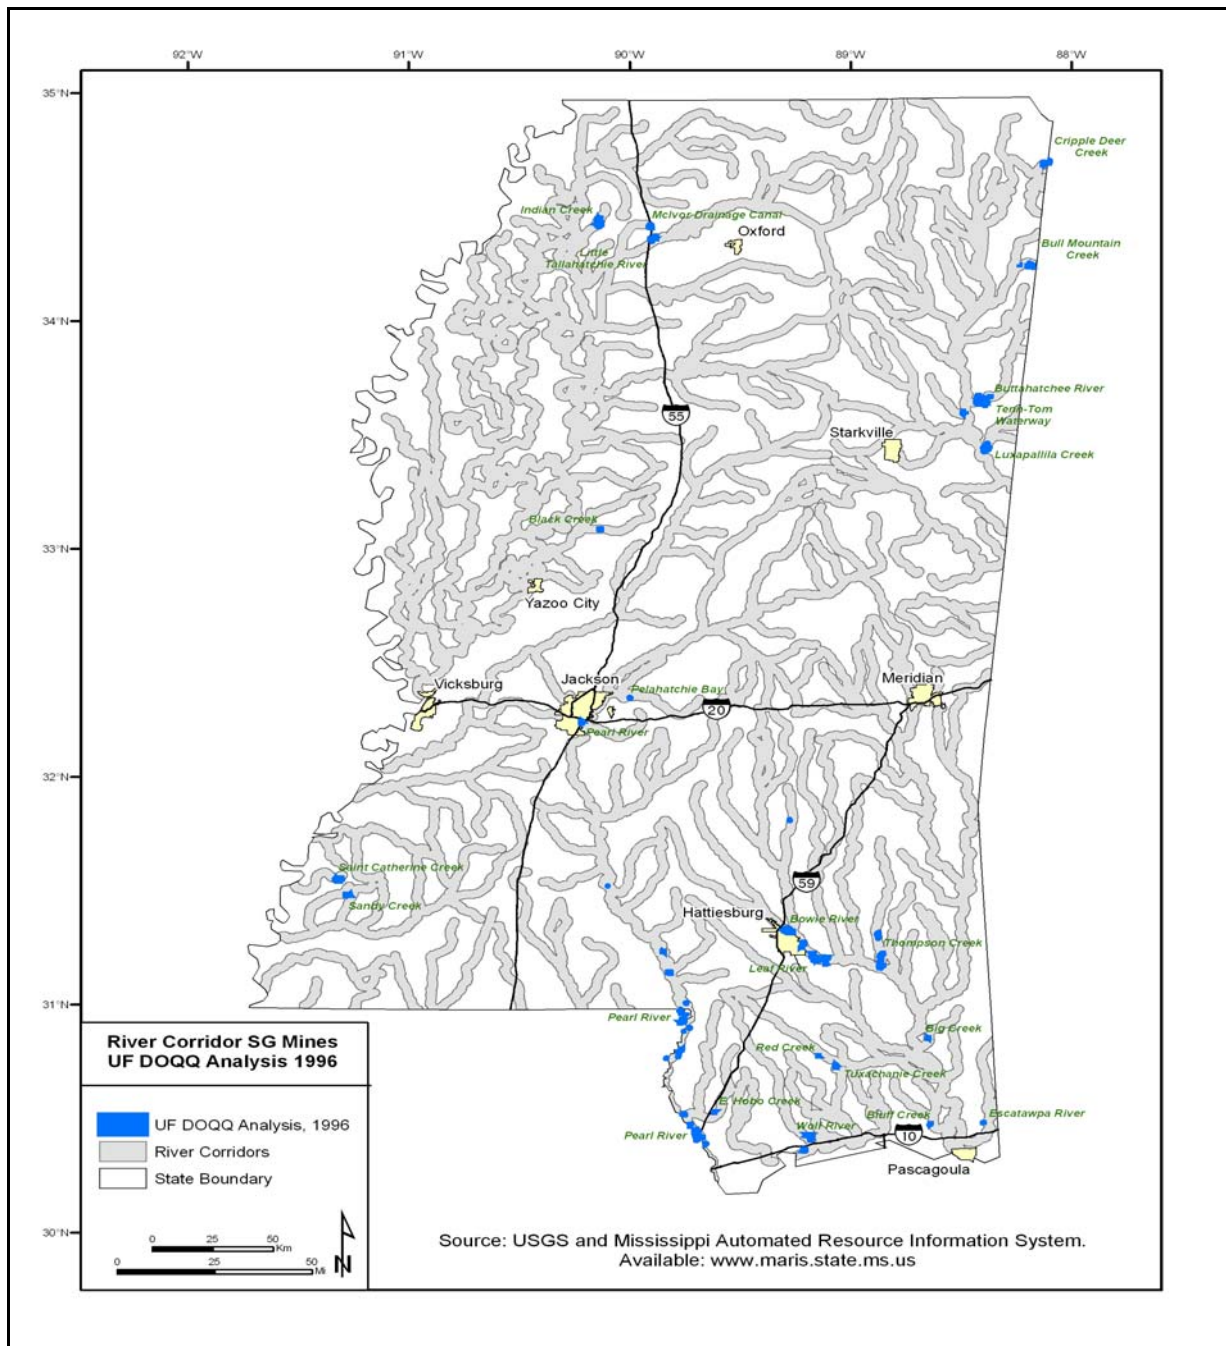 92°W 91°W 90°W 89°W 88°W
35°N
Cripple Deer
Creek
Indian Creek
McIvor Drainage Canal
Oxford
Little
Tallahatchie River
Bull Mountain
Creek
34°N
Buttahatchee River
55
Tenn-Tom
Waterway
Starkville
Luxapallila Creek
Black Creek
33°N
Yazoo City
Vicksburg
Jackson
Pelahatchie Bay
Meridian
20
Pearl River
32°N
Saint Catherine Creek
Sandy Creek
59
Hattiesburg
Bowie River
Thompson Creek
Leaf River
31°N
Pearl River
Big Creek
Red Creek
Tuxachanie Creek
E. Hobo Creek
Bluff Creek
Escatawpa River
Pearl River
Wolf River
10
Pascagoula
River Corridor SG Mines
UF DOQQ Analysis 1996
UF DOQQ Analysis, 1996
River Corridors
State Boundary
30°N
0 25 50
Km
0 25 50
Mi
N
Source: USGS and Mississippi Automated Resource Information System.
Available: www.maris.state.ms.us